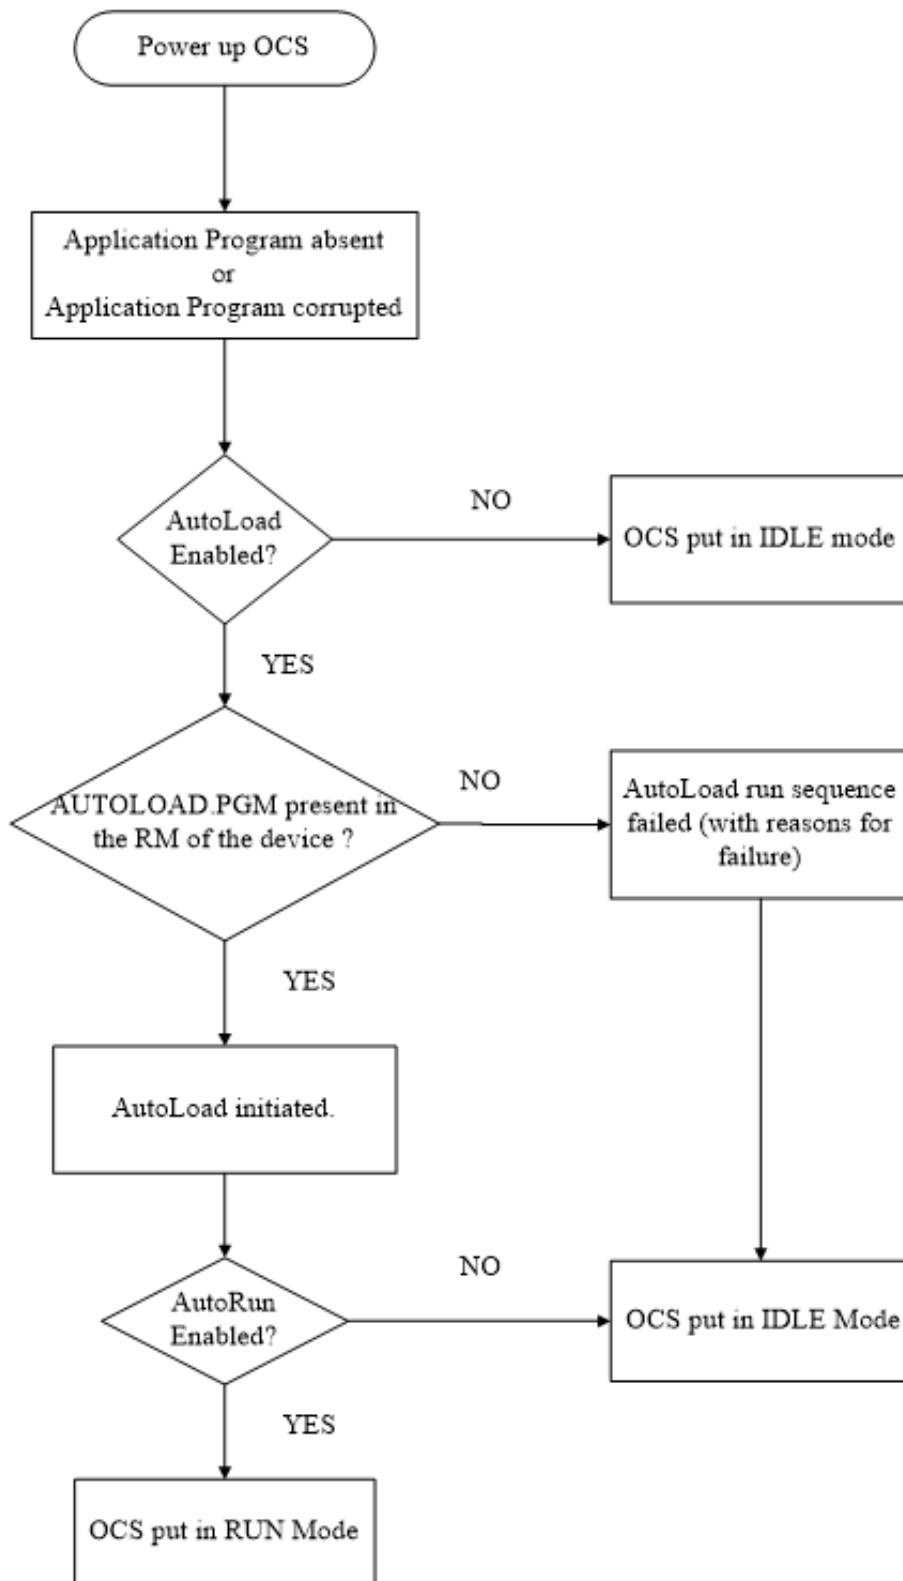 Power up OCS
Application Program absent
or
Application Program corrupted
AutoLoad
Enabled?
NO
OCS put in IDLE mode
YES
AUTOLOAD.PGM present in
the RM of the device ?
NO
AutoLoad run sequence
failed (with reasons for
failure)
YES
AutoLoad initiated.
AutoRun
Enabled?
NO
OCS put in IDLE Mode
YES
OCS put in RUN Mode